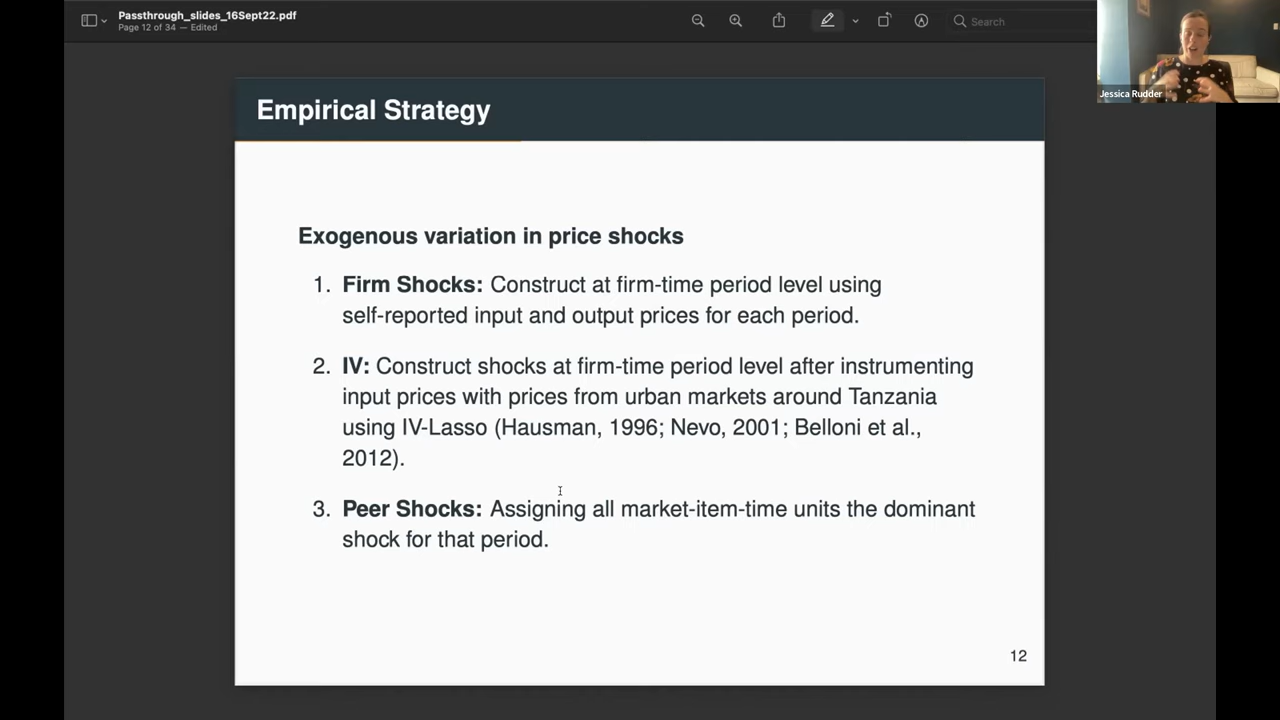 Passthrough_slides_16Sept22.pdf
Page 12 of 34 — Edited
Search
Jessica Rudder
Empirical Strategy
Exogenous variation in price shocks
1. Firm Shocks: Construct at firm-time period level using
self-reported input and output prices for each period.
2. IV: Construct shocks at firm-time period level after instrumenting
input prices with prices from urban markets around Tanzania
using IV-Lasso (Hausman, 1996; Nevo, 2001; Belloni et al.,
2012).
3. Peer Shocks: Assigning all market-item-time units the dominant
shock for that period.
12